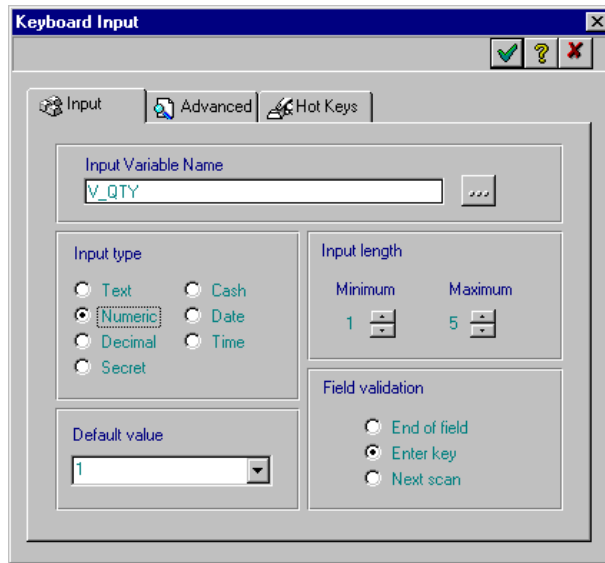 Keyboard Input
Input Advanced Hot Keys
Input Variable Name
V_QTY ...
Input type
Text Cash
Numeric Date
Decimal Time
Secret
Input length
Minimum Maximum
1 5
Default value
1
Field validation
End of field
Enter key
Next scan